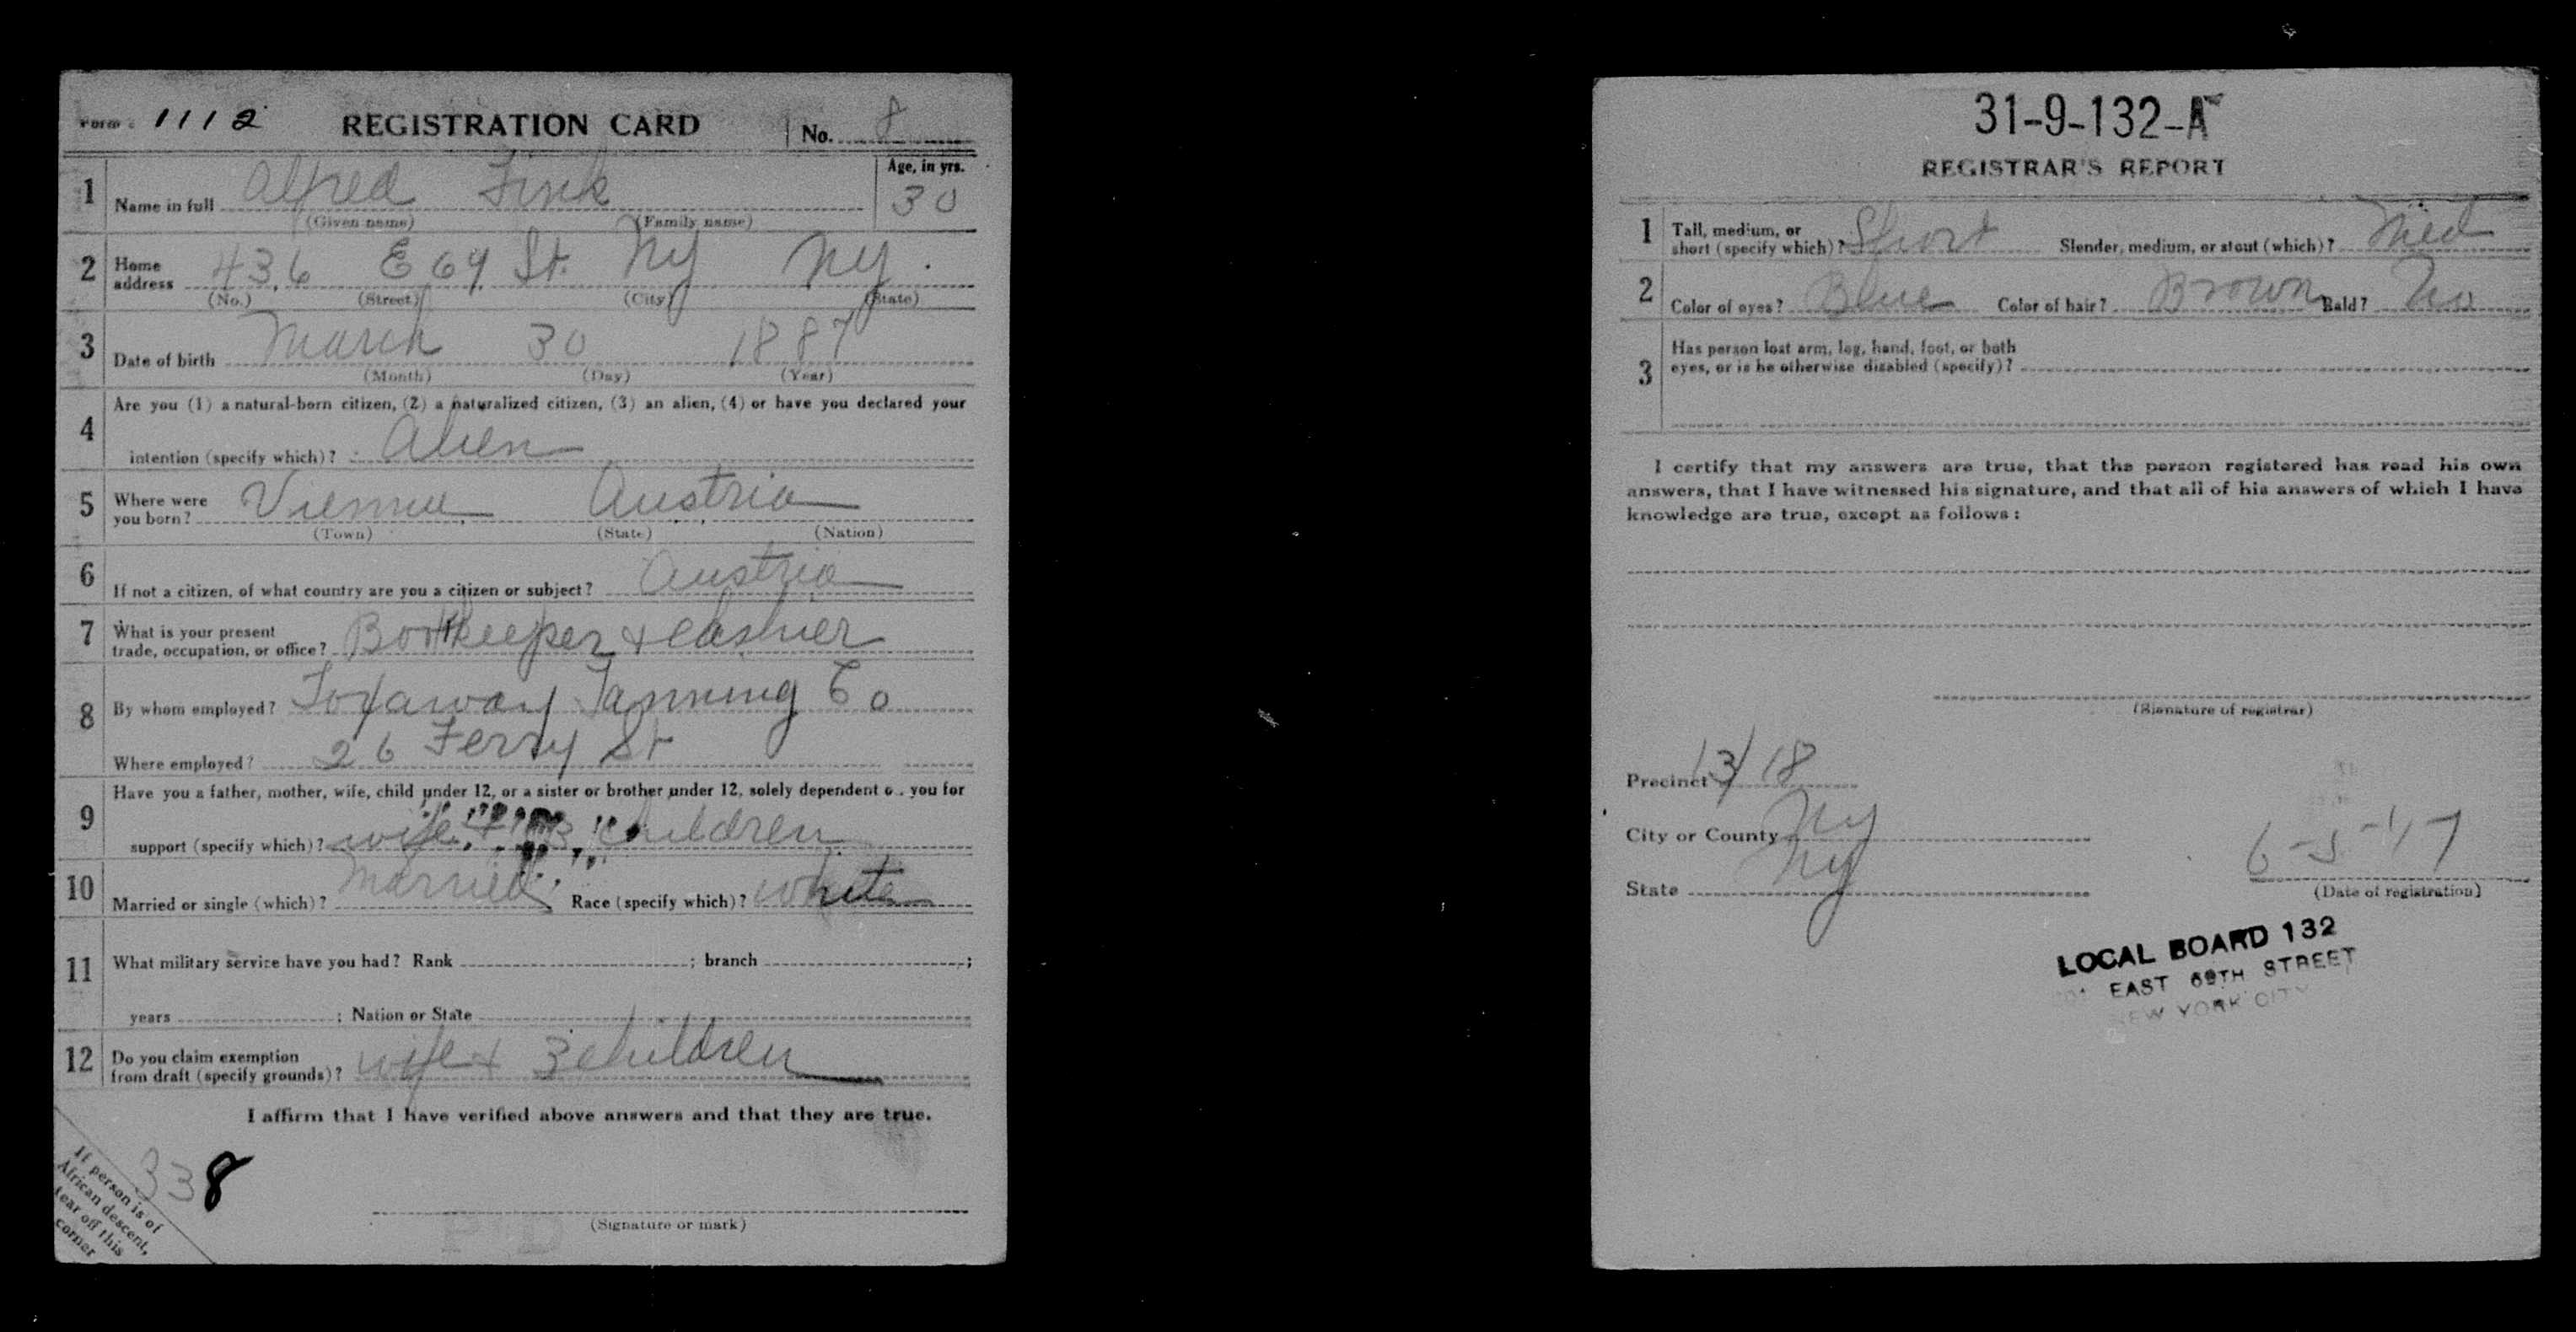 Form 1 1112 REGISTRATION CARD No. 8
1 Name in full Alfred Fink Age, in yrs. 30
(Given name) (Family name)
2 Home address 436 E 69 St. NY NY.
(No.) (Street) (City) (State)
3 Date of birth March 30 1887
(Month) (Day) (Year)
4 Are you (1) a natural-born citizen, (2) a naturalized citizen, (3) an alien, (4) or have you declared your
intention (specify which)? Alien
5 Where were you born? Vienna Austria
(Town) (State) (Nation)
6 If not a citizen, of what country are you a citizen or subject? Austria
7 What is your present trade, occupation, or office? Bookkeeper & Cashier
8 By whom employed? Toxaway Tanning Co
Where employed? 26 Ferry St
9 Have you a father, mother, wife, child under 12, or a sister or brother under 12, solely dependent o. you for
support (specify which)? wife + 3 children
10 Married or single (which)? Married Race (specify which)? White
11 What military service have you had? Rank ; branch ;
years ; Nation or State
12 Do you claim exemption from draft (specify grounds)? wife + 3 children
I affirm that I have verified above answers and that they are true.
338
(Signature or mark)
P D
If person is of
African descent,
tear off this
corner
31-9-132-A
REGISTRAR'S REPORT
1 Tall, medium, or short (specify which)? Short Slender, medium, or stout (which)? Med
2 Color of eyes? Blue Color of hair? Brown Bald? No
3 Has person lost arm, leg, hand, foot, or both
eyes, or is he otherwise disabled (specify)?
I certify that my answers are true, that the person registered has read his own
answers, that I have witnessed his signature, and that all of his answers of which I have
knowledge are true, except as follows:
(Signature of registrar)
Precinct 13/18
City or County NY
State NY
6-5-17
(Date of registration)
LOCAL BOARD 132
EAST 69TH STREET
NEW YORK CITY